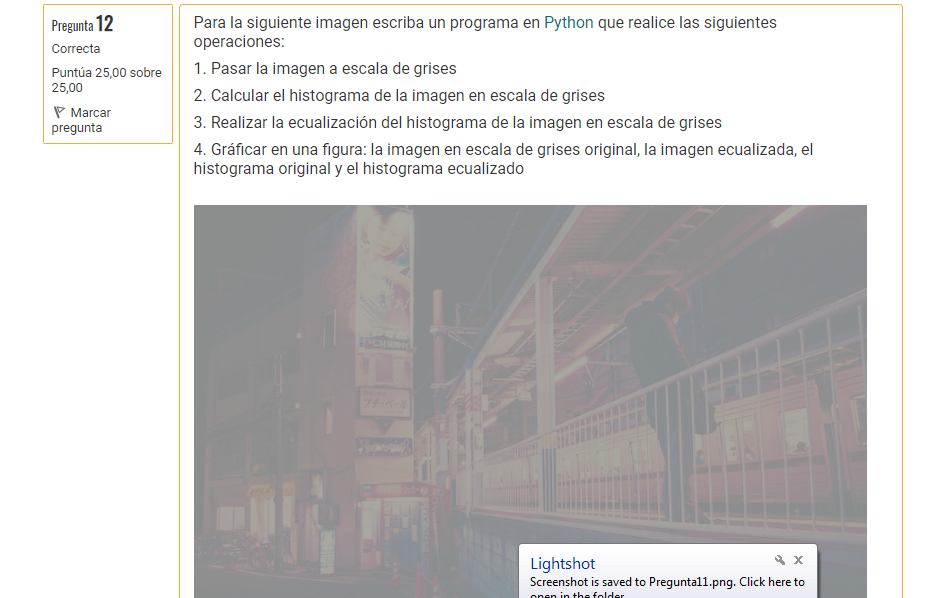 Pregunta 12
Correcta
Puntúa 25,00 sobre
25,00
Marcar
pregunta
Para la siguiente imagen escriba un programa en Python que realice las siguientes
operaciones:
1. Pasar la imagen a escala de grises
2. Calcular el histograma de la imagen en escala de grises
3. Realizar la ecualización del histograma de la imagen en escala de grises
4. Gráficar en una figura: la imagen en escala de grises original, la imagen ecualizada, el
histograma original y el histograma ecualizado
Lightshot
Screenshot is saved to Pregunta11.png. Click here to
open in the folder